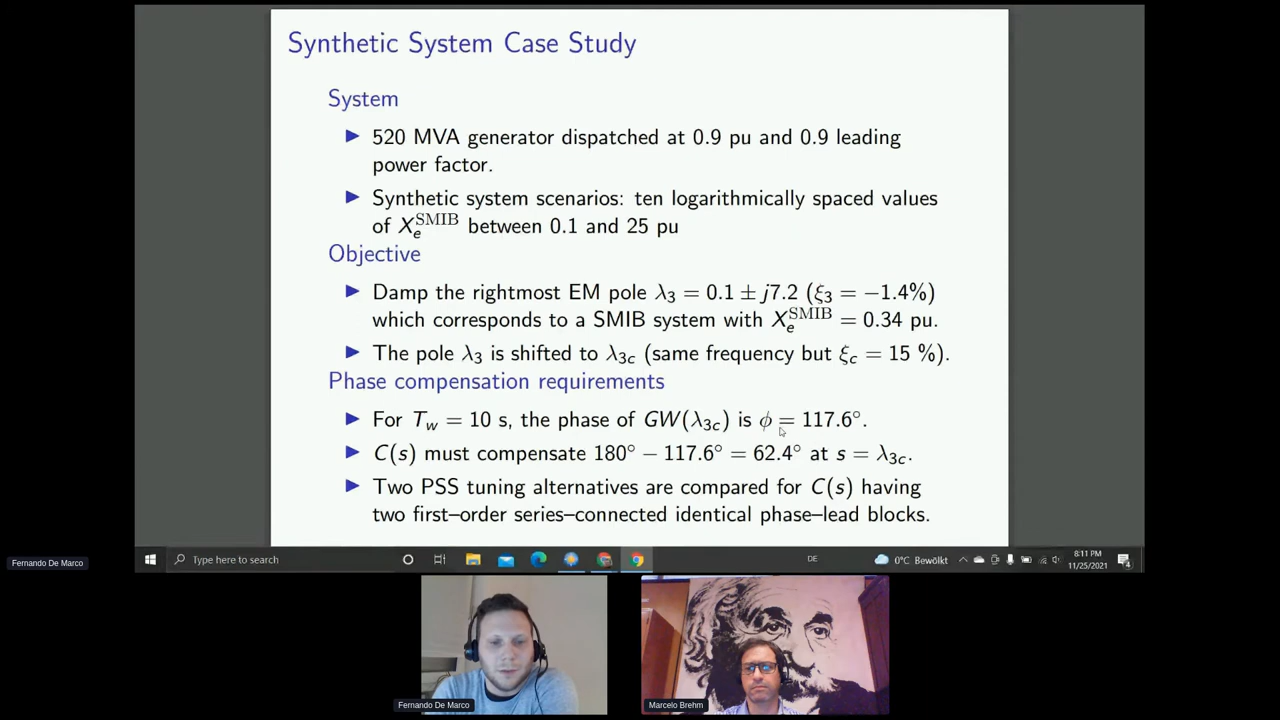 Synthetic System Case Study
System
520 MVA generator dispatched at 0.9 pu and 0.9 leading
power factor.
Synthetic system scenarios: ten logarithmically spaced values
of Xₑ^SMIB between 0.1 and 25 pu
Objective
Damp the rightmost EM pole λ₃ = 0.1 ± j7.2 (ξ₃ = −1.4%)
which corresponds to a SMIB system with Xₑ^SMIB = 0.34 pu.
The pole λ₃ is shifted to λ₃c (same frequency but ξc = 15 %).
Phase compensation requirements
For Tw = 10 s, the phase of GW(λ₃c) is ϕ = 117.6°.
C(s) must compensate 180° − 117.6° = 62.4° at s = λ₃c.
Two PSS tuning alternatives are compared for C(s) having
two first–order series–connected identical phase–lead blocks.
Type here to search
DE
0°C Bewölkt
8:11 PM
11/25/2021
4
Fernando De Marco
Fernando De Marco
Marcelo Brehm